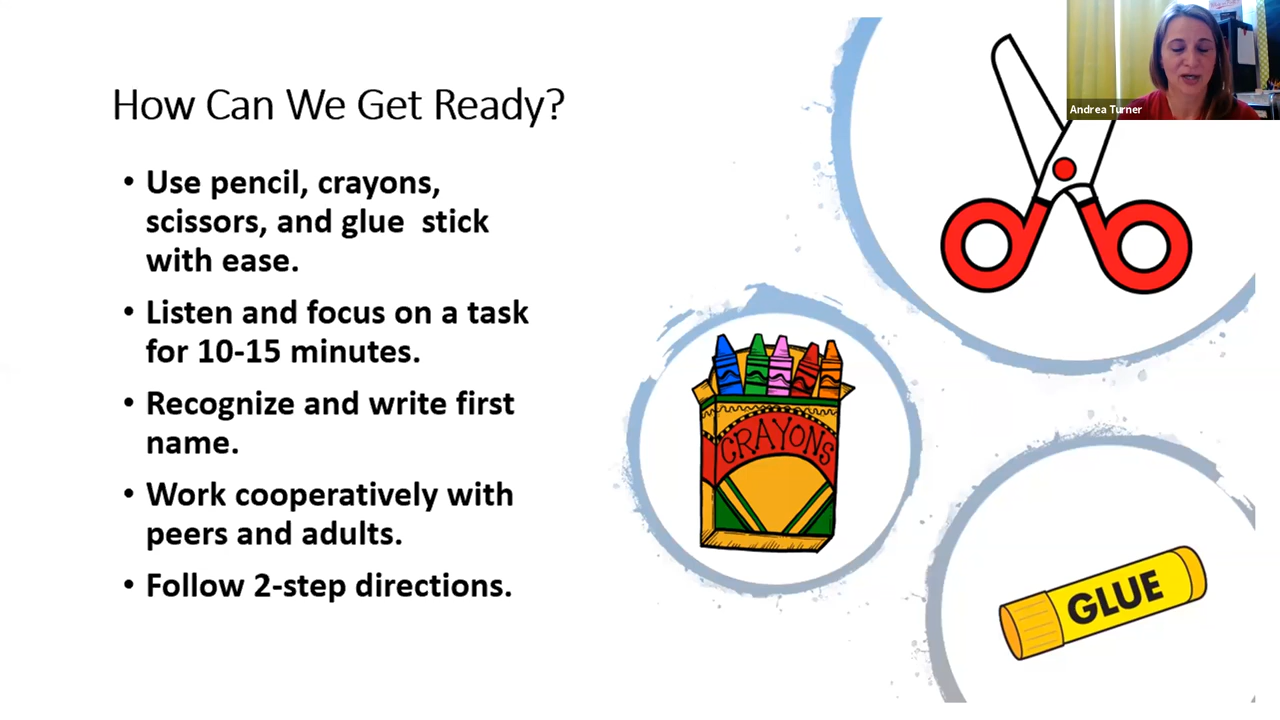 How Can We Get Ready?
• Use pencil, crayons,
scissors, and glue  stick
with ease.
• Listen and focus on a task
for 10-15 minutes.
• Recognize and write first
name.
• Work cooperatively with
peers and adults.
• Follow 2-step directions.
Andrea Turner
CRAYONS
GLUE